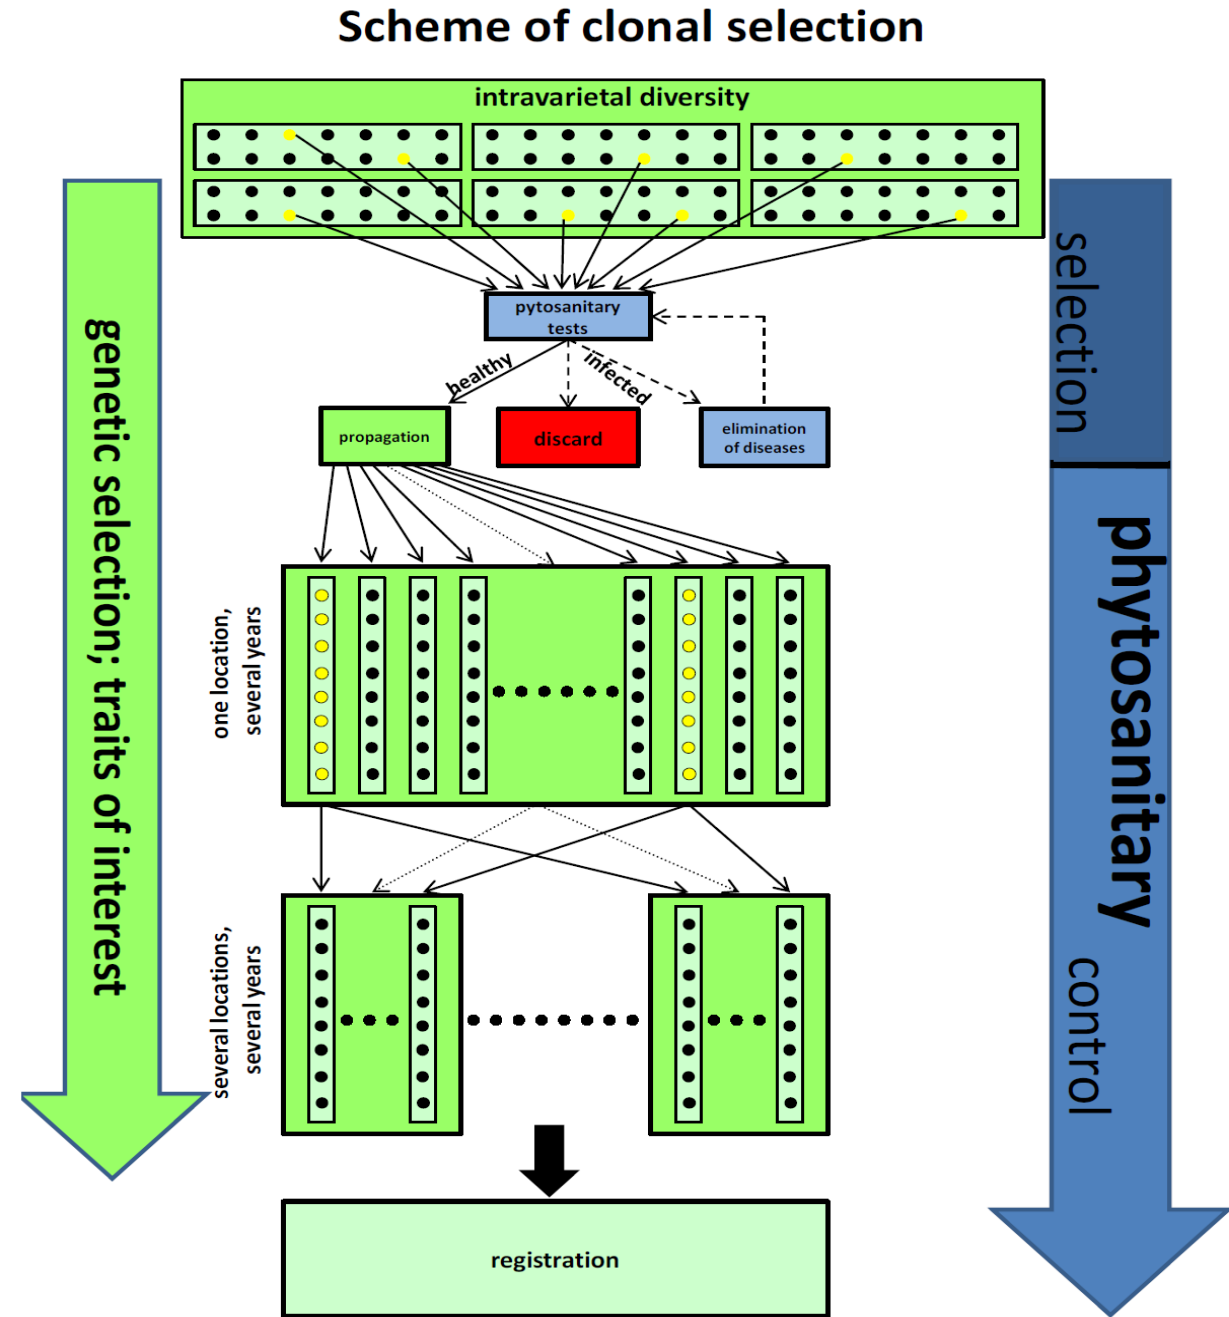 Scheme of clonal selection
intravarietal diversity
pytosanitary
tests
healthy
infected
propagation
discard
elimination
of diseases
genetic selection; traits of interest
selection
phytosanitary
control
one location,
several years
several locations,
several years
registration